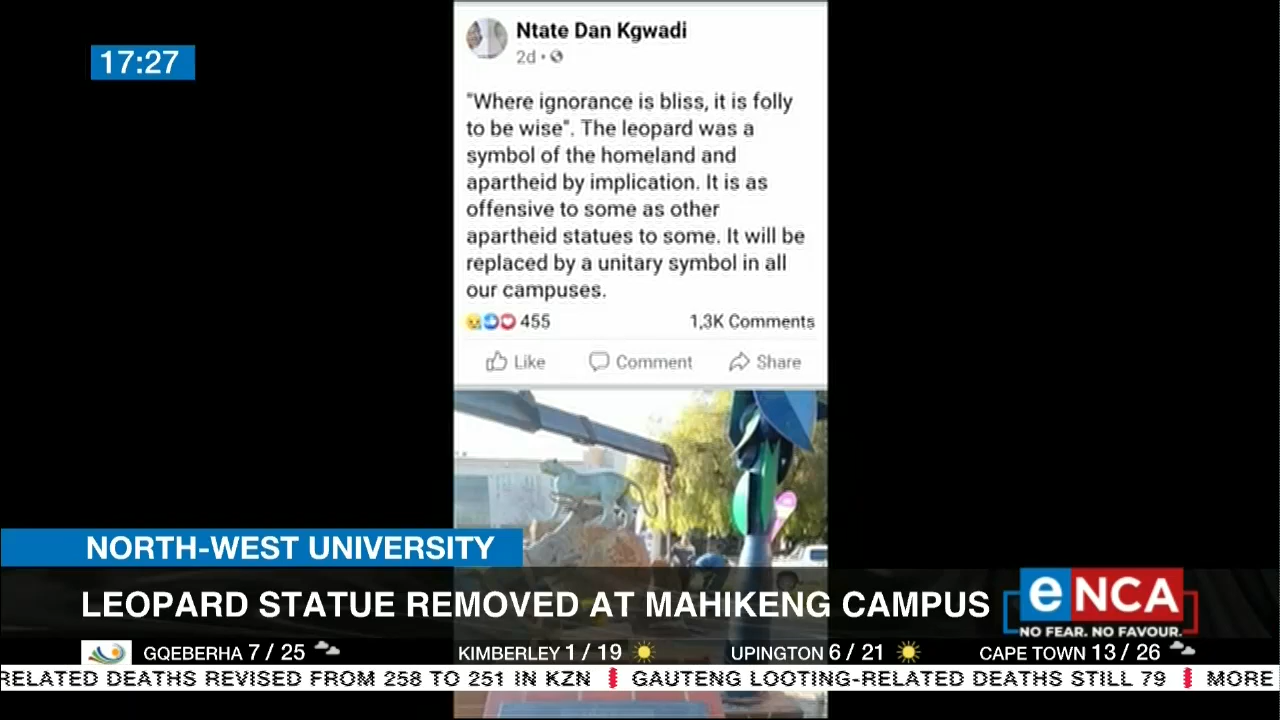 17:27
Ntate Dan Kgwadi
2d •
"Where ignorance is bliss, it is folly
to be wise". The leopard was a
symbol of the homeland and
apartheid by implication. It is as
offensive to some as other
apartheid statues to some. It will be
replaced by a unitary symbol in all
our campuses.
455 1,3K Comments
Like Comment Share
NORTH-WEST UNIVERSITY
LEOPARD STATUE REMOVED AT MAHIKENG CAMPUS
eNCA
NO FEAR. NO FAVOUR.
GQEBERHA 7 / 25 KIMBERLEY 1 / 19 UPINGTON 6 / 21 CAPE TOWN 13 / 26
RELATED DEATHS REVISED FROM 258 TO 251 IN KZN GAUTENG LOOTING-RELATED DEATHS STILL 79 MORE